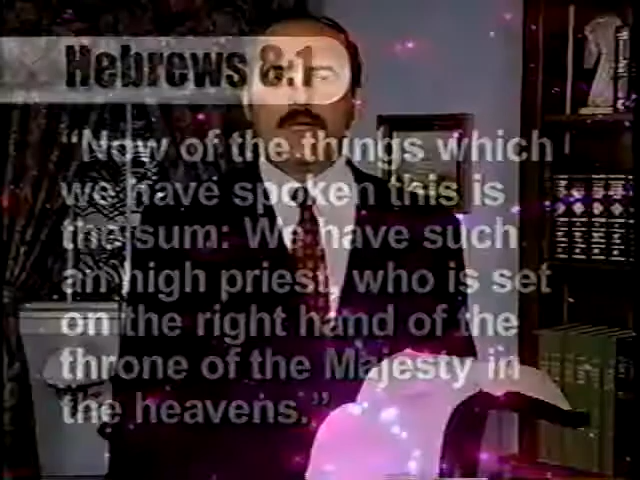 Hebrews 8:1
“Now of the things which
we have spoken this is
the sum: We have such
an high priest, who is set
on the right hand of the
throne of the Majesty in
the heavens.”